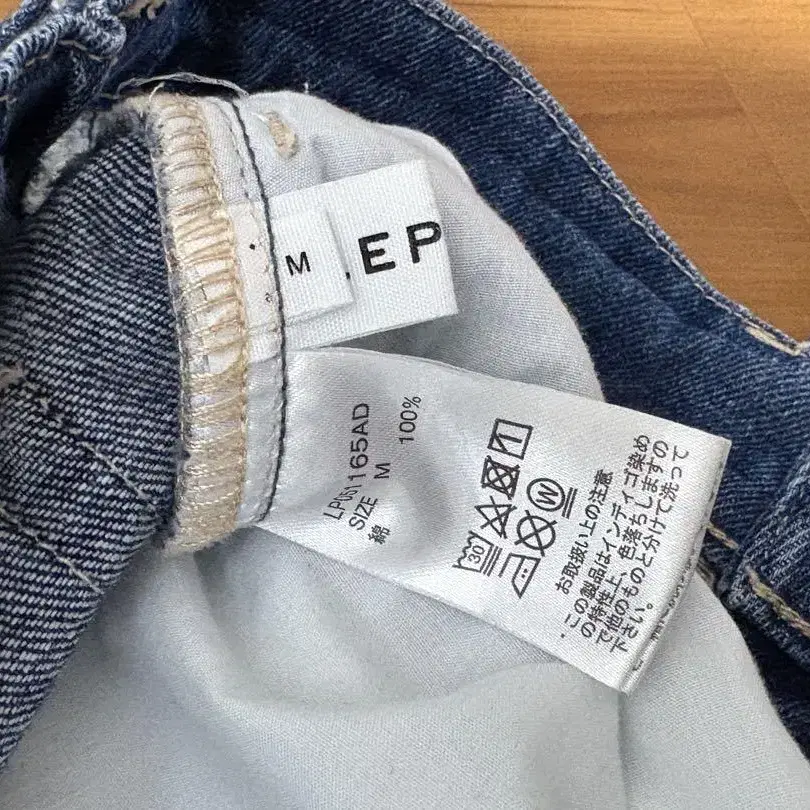 M
.EP
LP051165AD
SIZE M
綿 100%
30
W
お取扱い上の注意
・この製品はインディゴ染め
の特性上、色落ちしますの
で他のものと分けて洗って
下さい。